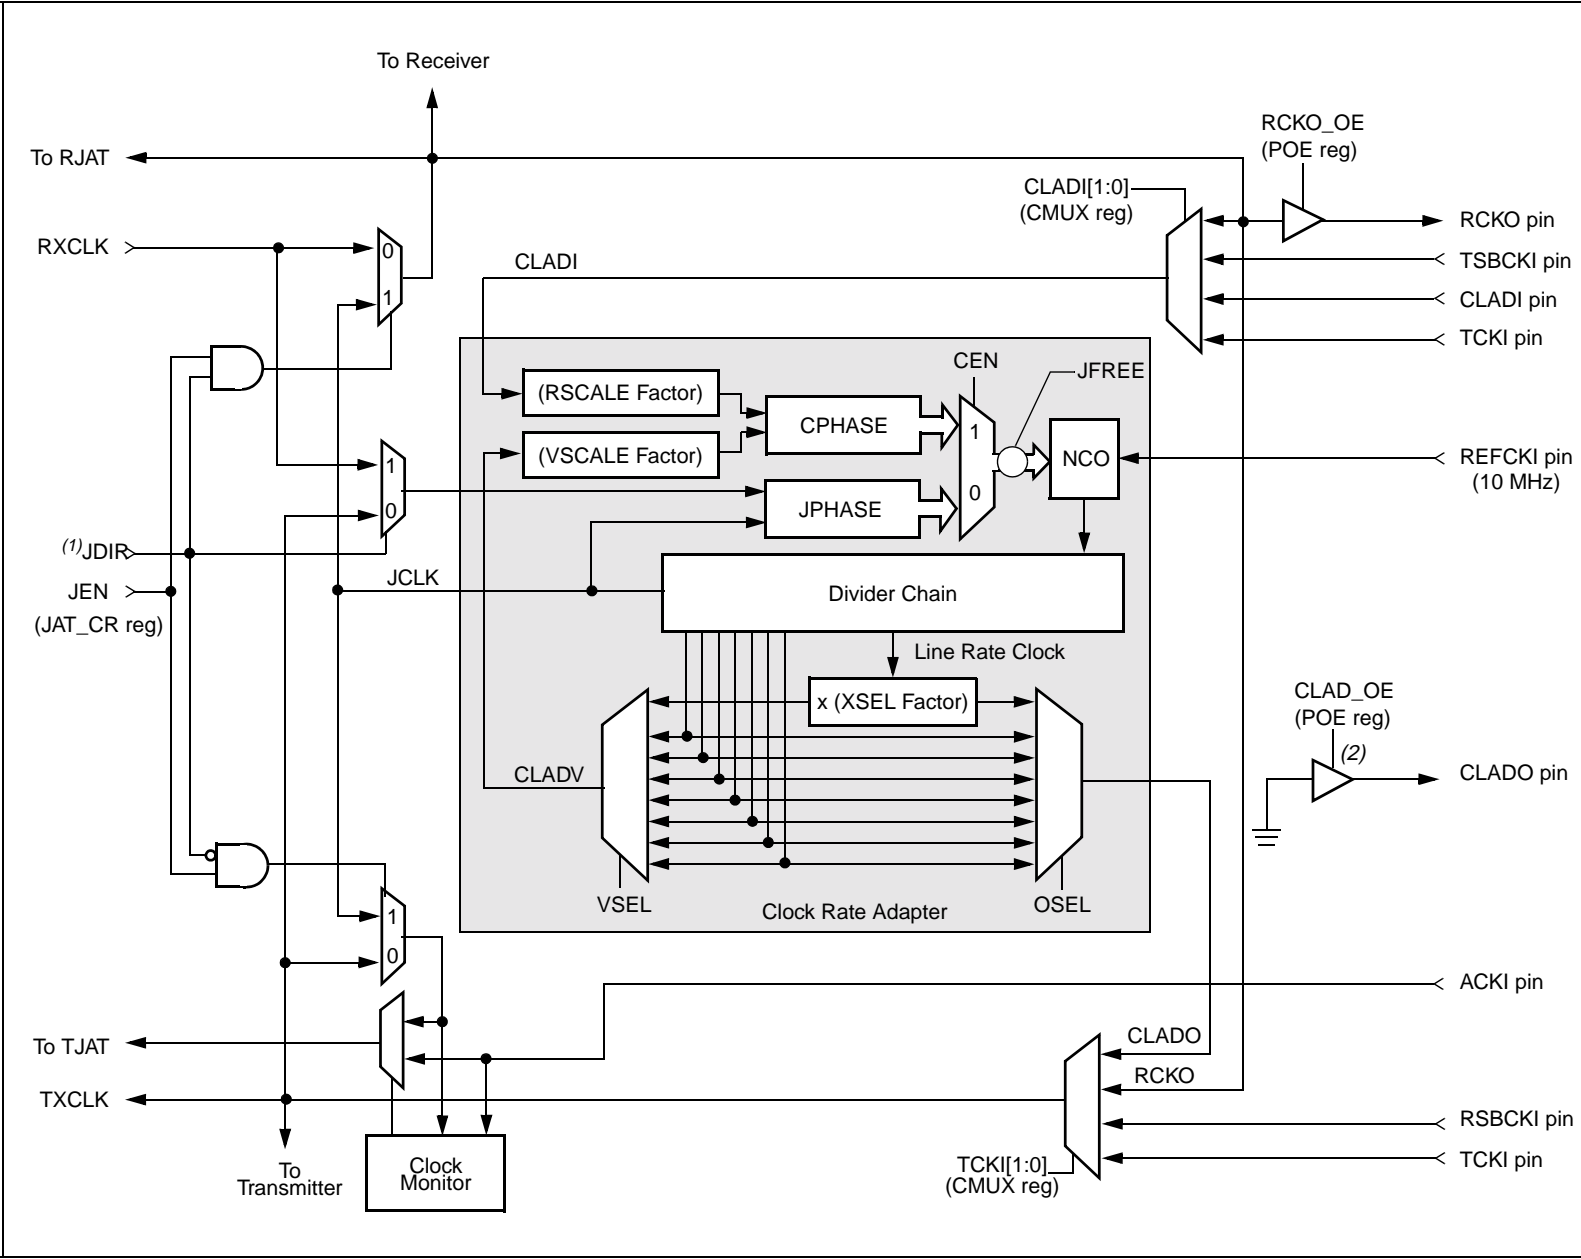 To Receiver
To RJAT
RCKO_OE
(POE reg)
CLADI[1:0]
(CMUX reg)
RXCLK
0
1
RCKO pin
TSBCKI pin
CLADI
CLADI pin
TCKI pin
CEN
JFREE
(RSCALE Factor)
CPHASE
1
0
(VSCALE Factor)
NCO
REFCKI pin
(10 MHz)
1
0
JPHASE
(1)JDIR
JCLK
JEN
(JAT_CR reg)
Divider Chain
Line Rate Clock
x (XSEL Factor)
CLAD_OE
(POE reg)
(2)
CLADV
CLADO pin
VSEL
OSEL
Clock Rate Adapter
1
0
ACKI pin
To TJAT
CLADO
RCKO
TXCLK
RSBCKI pin
TCKI pin
To
Transmitter
Clock
Monitor
TCKI[1:0]
(CMUX reg)